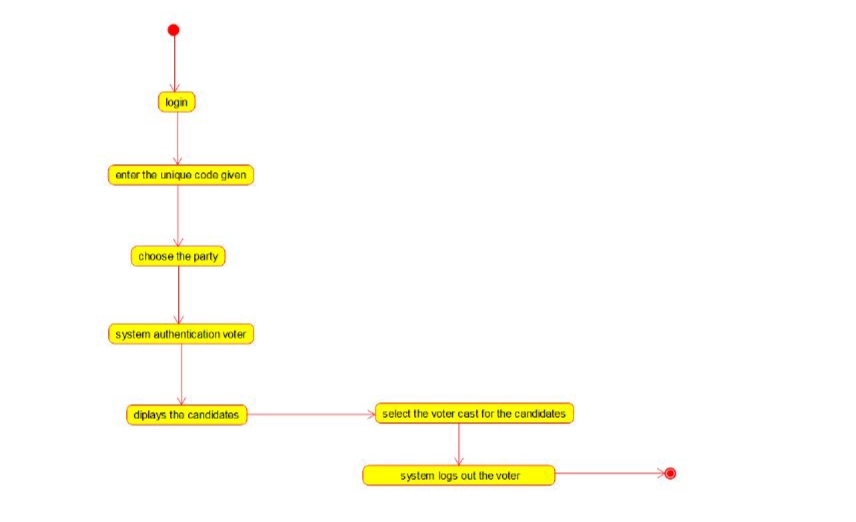 login
enter the unique code given
choose the party
system authentication voter
diplays the candidates
select the voter cast for the candidates
system logs out the voter